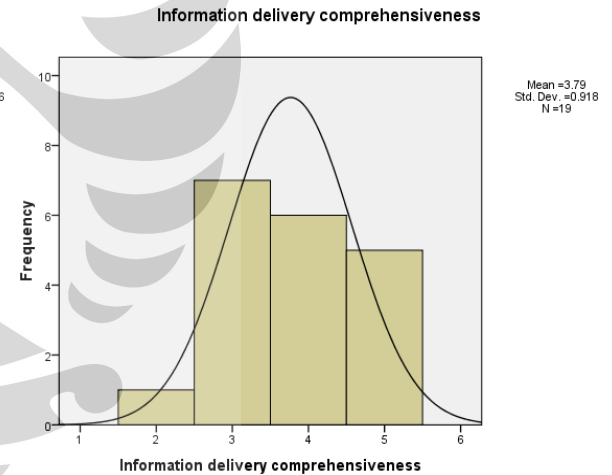 Information delivery comprehensiveness
6
Mean =3.79
Std. Dev. =0.918
N =19
Frequency
10
8
6
4
2
0
1 2 3 4 5 6
Information delivery comprehensiveness